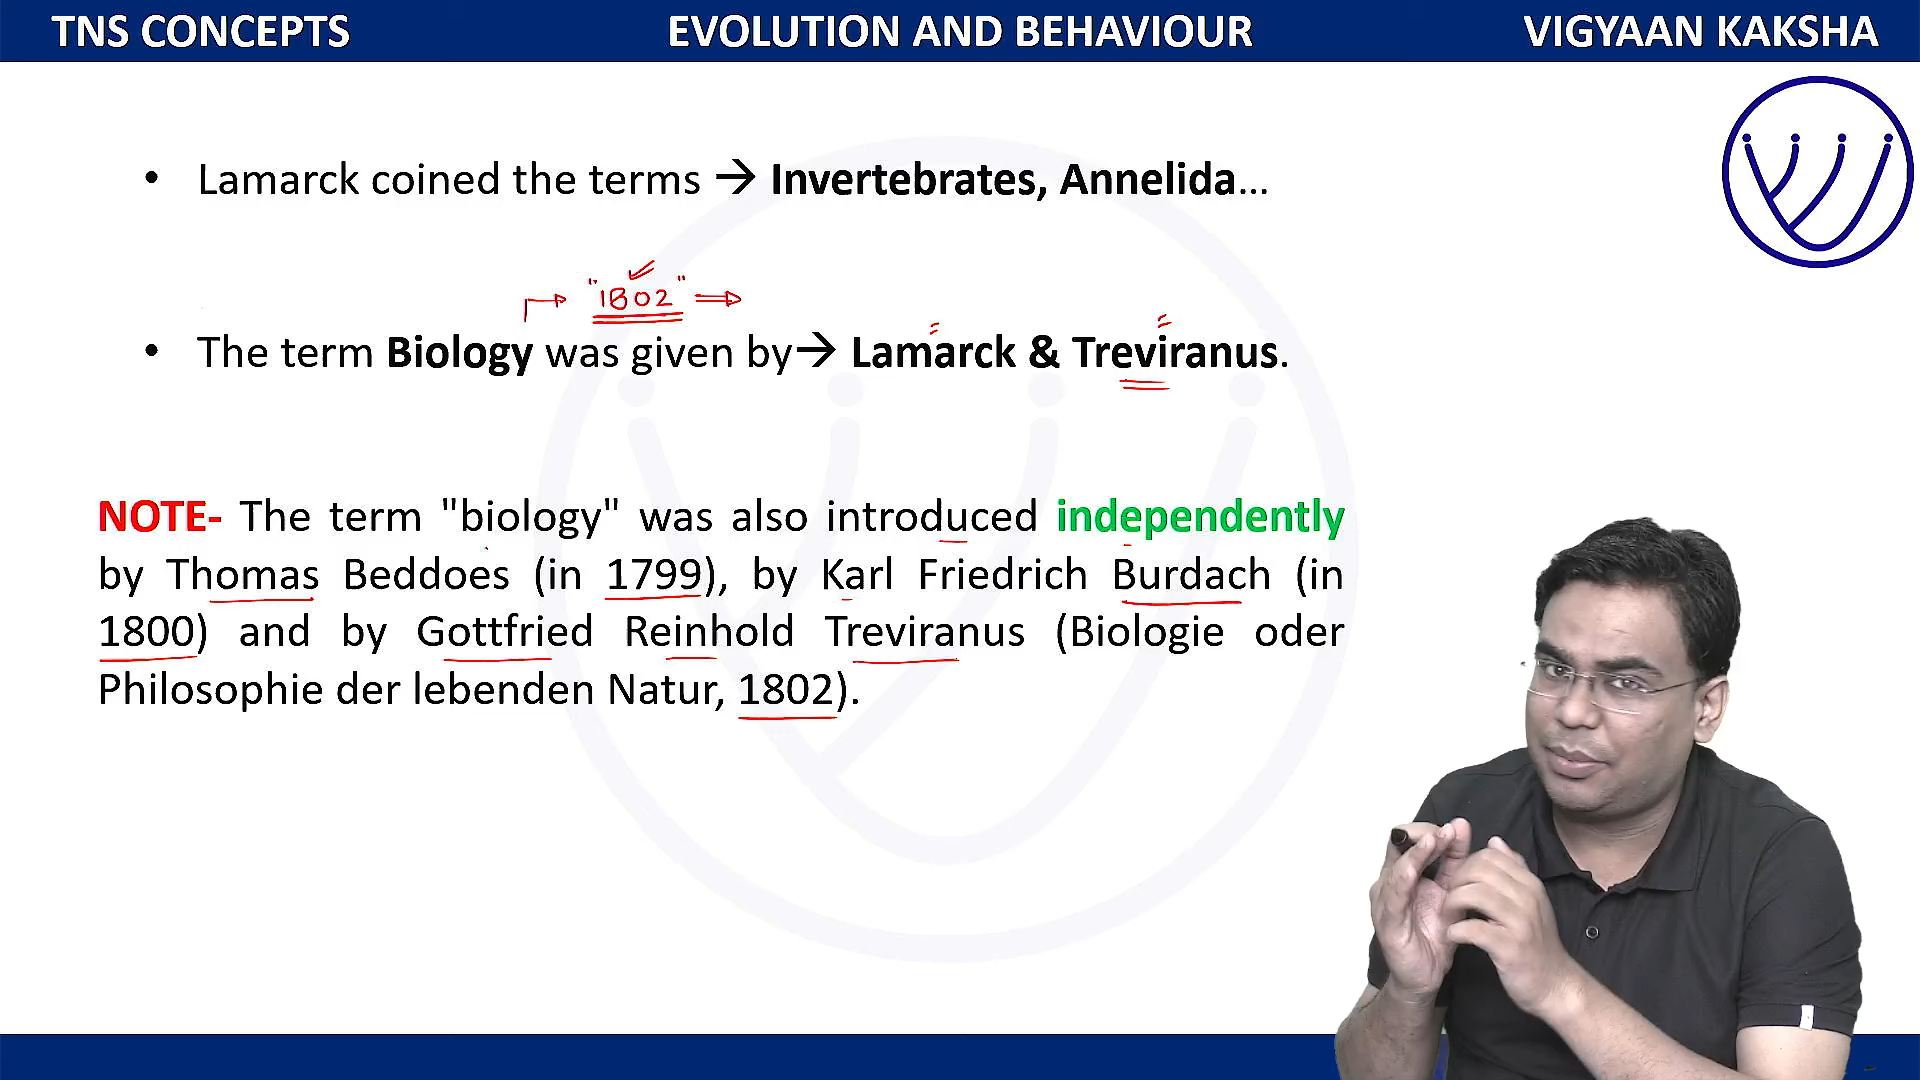 TNS CONCEPTS EVOLUTION AND BEHAVIOUR VIGYAAN KAKSHA
• Lamarck coined the terms → Invertebrates, Annelida...
"1802"
• The term Biology was given by→ Lamarck & Treviranus.
NOTE- The term "biology" was also introduced independently
by Thomas Beddoes (in 1799), by Karl Friedrich Burdach (in
1800) and by Gottfried Reinhold Treviranus (Biologie oder
Philosophie der lebenden Natur, 1802).